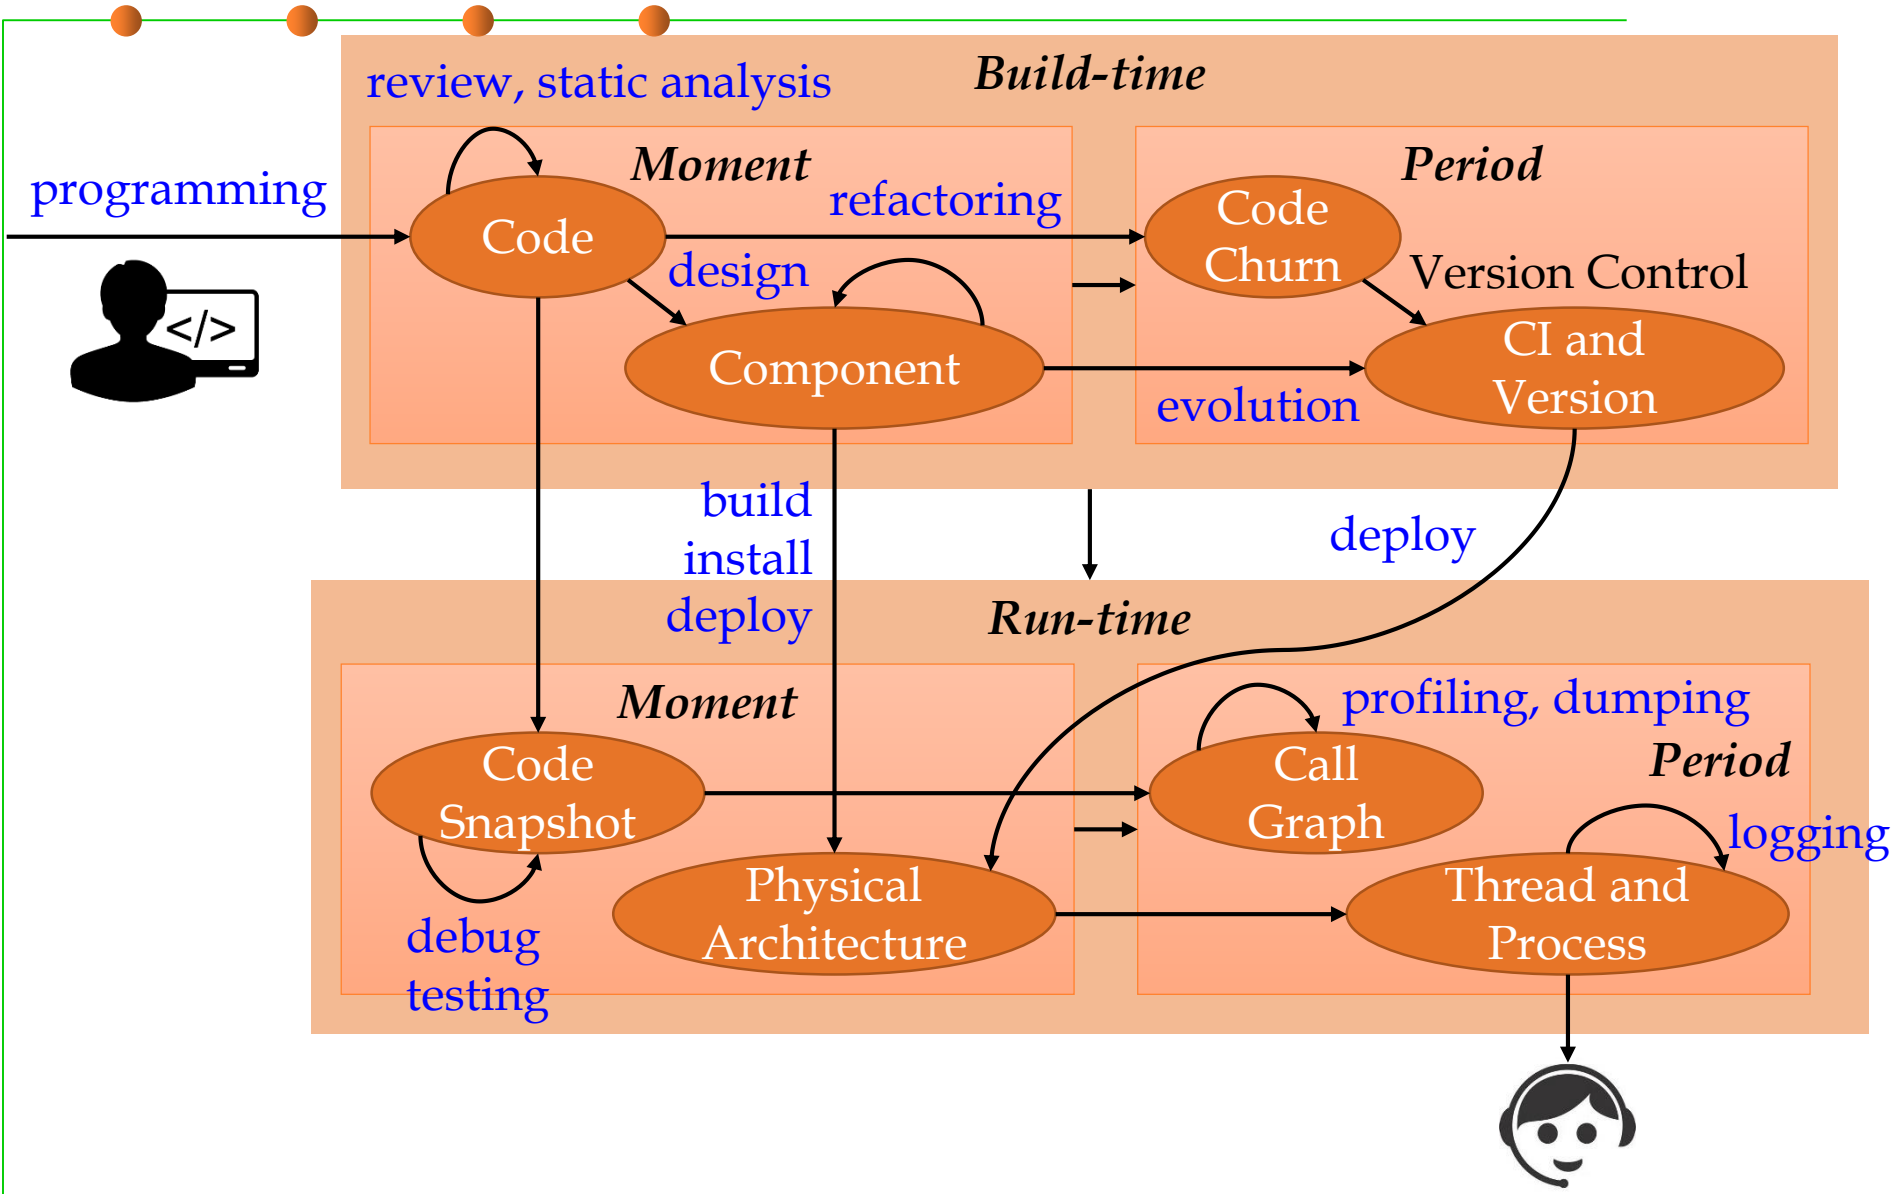 Build-time
review, static analysis
Moment
Period
programming
refactoring
Code
Code
Churn
design
Version Control
Component
CI and
Version
evolution
</>
build
install
deploy
deploy
Run-time
Moment
profiling, dumping
Period
Code
Snapshot
Call
Graph
logging
Physical
Architecture
Thread and
Process
debug
testing